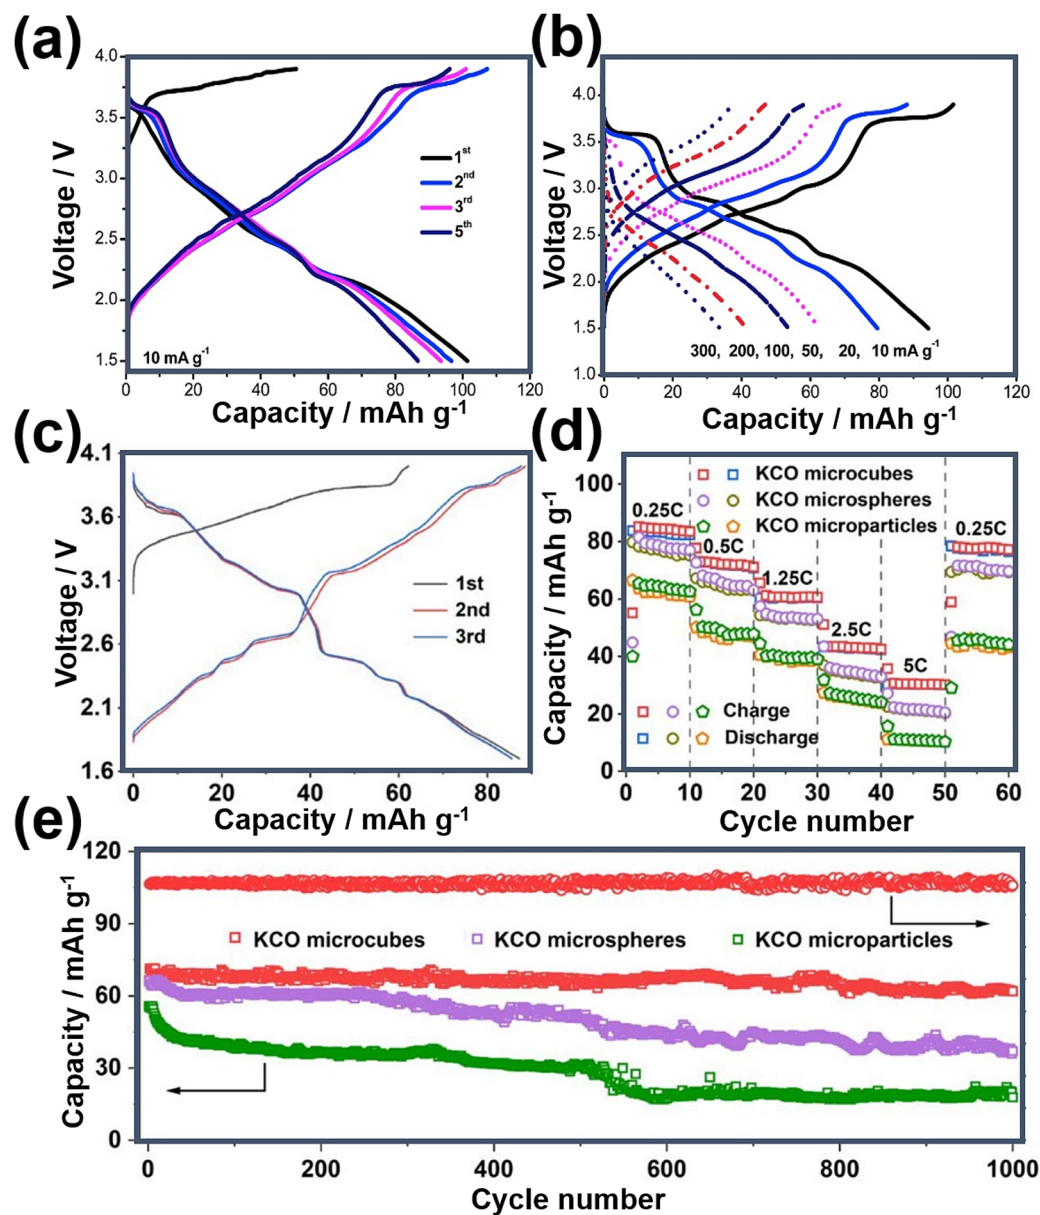 (a)
4.0
3.5
3.0
2.5
2.0
1.5
Voltage / V
1st
2nd
3rd
5th
10 mA g-1
0 20 40 60 80 100 120
Capacity / mAh g-1
(b)
4.0
3.5
3.0
2.5
2.0
1.5
1.0
Voltage / V
300, 200, 100, 50, 20, 10 mA g-1
0 20 40 60 80 100 120
Capacity / mAh g-1
(c)
4.1
3.6
3.1
2.6
2.1
1.6
Voltage / V
1st
2nd
3rd
0 20 40 60 80
Capacity / mAh g-1
(d)
100
80
60
40
20
0
Capacity / mAh g-1
KCO microcubes
KCO microspheres
KCO microparticles
0.25C
0.5C
1.25C
2.5C
5C
0.25C
Charge
Discharge
0 10 20 30 40 50 60
Cycle number
(e)
120
90
60
30
0
Capacity / mAh g-1
KCO microcubes KCO microspheres KCO microparticles
0 200 400 600 800 1000
Cycle number